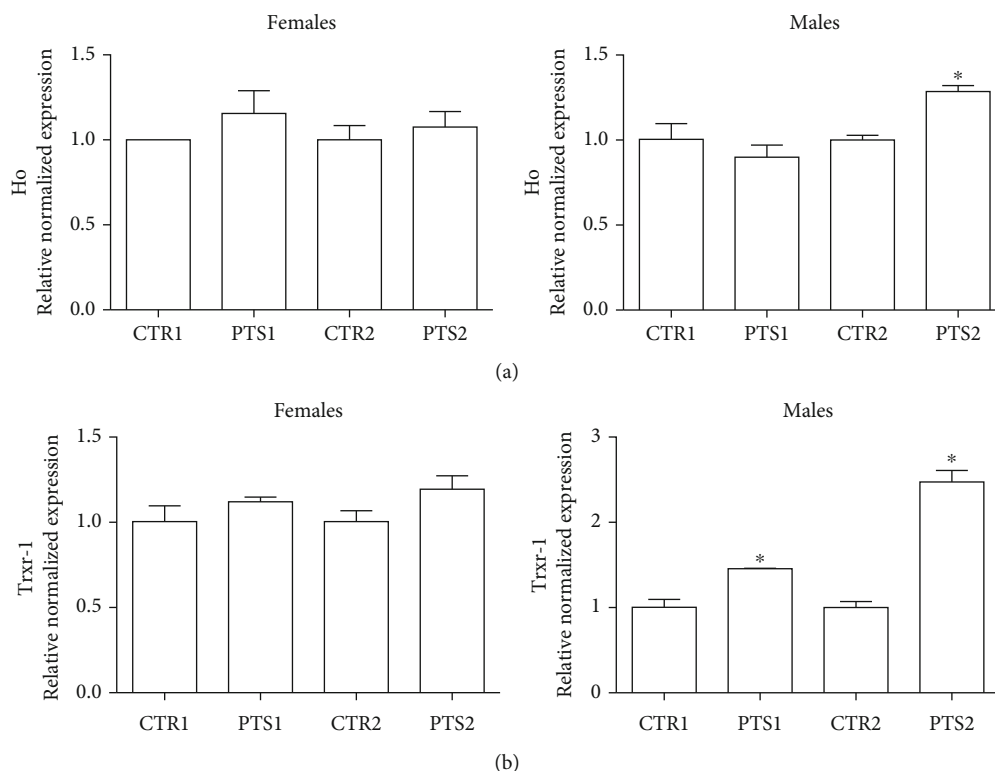 Females
Ho
Relative normalized expression
1.5
1.0
0.5
0.0
CTR1 PTS1 CTR2 PTS2
Males
Ho
Relative normalized expression
1.5
1.0
0.5
0.0
*
CTR1 PTS1 CTR2 PTS2
(a)
Females
Trxr-1
Relative normalized expression
1.5
1.0
0.5
0.0
CTR1 PTS1 CTR2 PTS2
Males
Trxr-1
Relative normalized expression
3
2
1
0
*
*
CTR1 PTS1 CTR2 PTS2
(b)